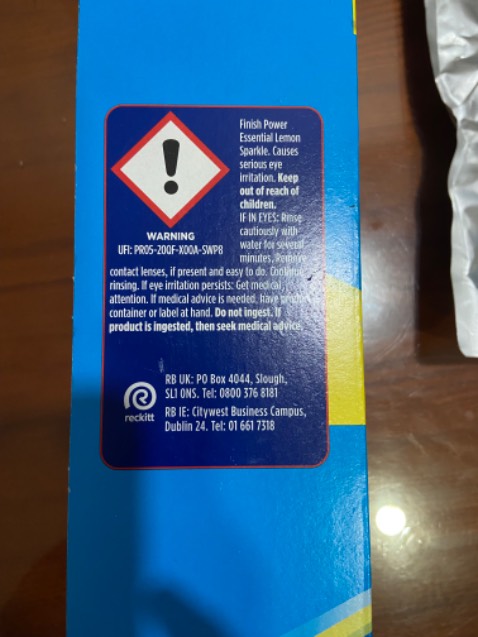 Finish Power
Essential Lemon
Sparkle. Causes
serious eye
irritation. Keep
out of reach of
children.
IF IN EYES: Rinse
cautiously with
water for several
minutes. Remove
WARNING
UFI: PR05-20QF-X00A-SWP8
contact lenses, if present and easy to do. Continue
rinsing. If eye irritation persists: Get medical
attention. If medical advice is needed, have product
container or label at hand. Do not ingest. If
product is ingested, then seek medical advice.
RB UK: PO Box 4044, Slough,
SL1 0NS. Tel: 0800 376 8181
RB IE: Citywest Business Campus,
Dublin 24. Tel: 01 661 7318
reckitt